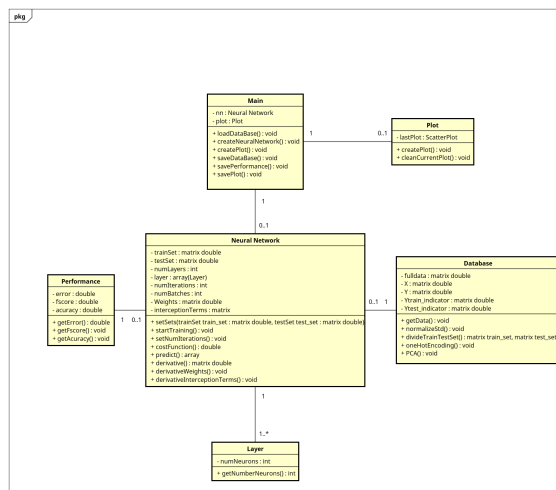 pkg
Main
- nn : Neural Network
- plot : Plot
+ loadDataBase() : void
+ createNeuralNetwork() : void
+ createPlot() : void
+ saveDataBase() : void
+ savePerformance() : void
+ savePlot() : void
1
0..1
Plot
- lastPlot : ScatterPlot
+ createPlot() : void
+ cleanCurrentPlot() : void
1
0..1
Neural Network
- trainSet : matrix double
- testSet : matrix double
- numLayers : int
- layer : array(Layer)
- numIterations : int
- numBatches : int
- Weights : matrix double
- interceptionTerms : matrix
+ setSets(trainSet train_set : matrix double, testSet test_set : matrix double)
+ startTraining() : void
+ setNumIterations() : void
+ costFunction() : double
+ predict() : array
+ derivative() : matrix double
+ derivativeWeights() : void
+ derivativeInterceptionTerms() : void
Performance
- error : double
- fscore : double
- acuracy : double
+ getError() : double
+ getFscore() : void
+ getAcuracy() : void
1
0..1
0..1
1
Database
- fulldata : matrix double
- X : matrix double
- Y : matrix double
- Ytrain_indicator : matrix double
- Ytest_indicator : matrix double
+ getData() : void
+ normalizeStd() : void
+ divideTrainTestSet() : matrix train_set, matrix test_set
+ oneHotEncoding() : void
+ PCA() : void
1
1..*
Layer
- numNeurons : int
+ getNumberNeurons() : int